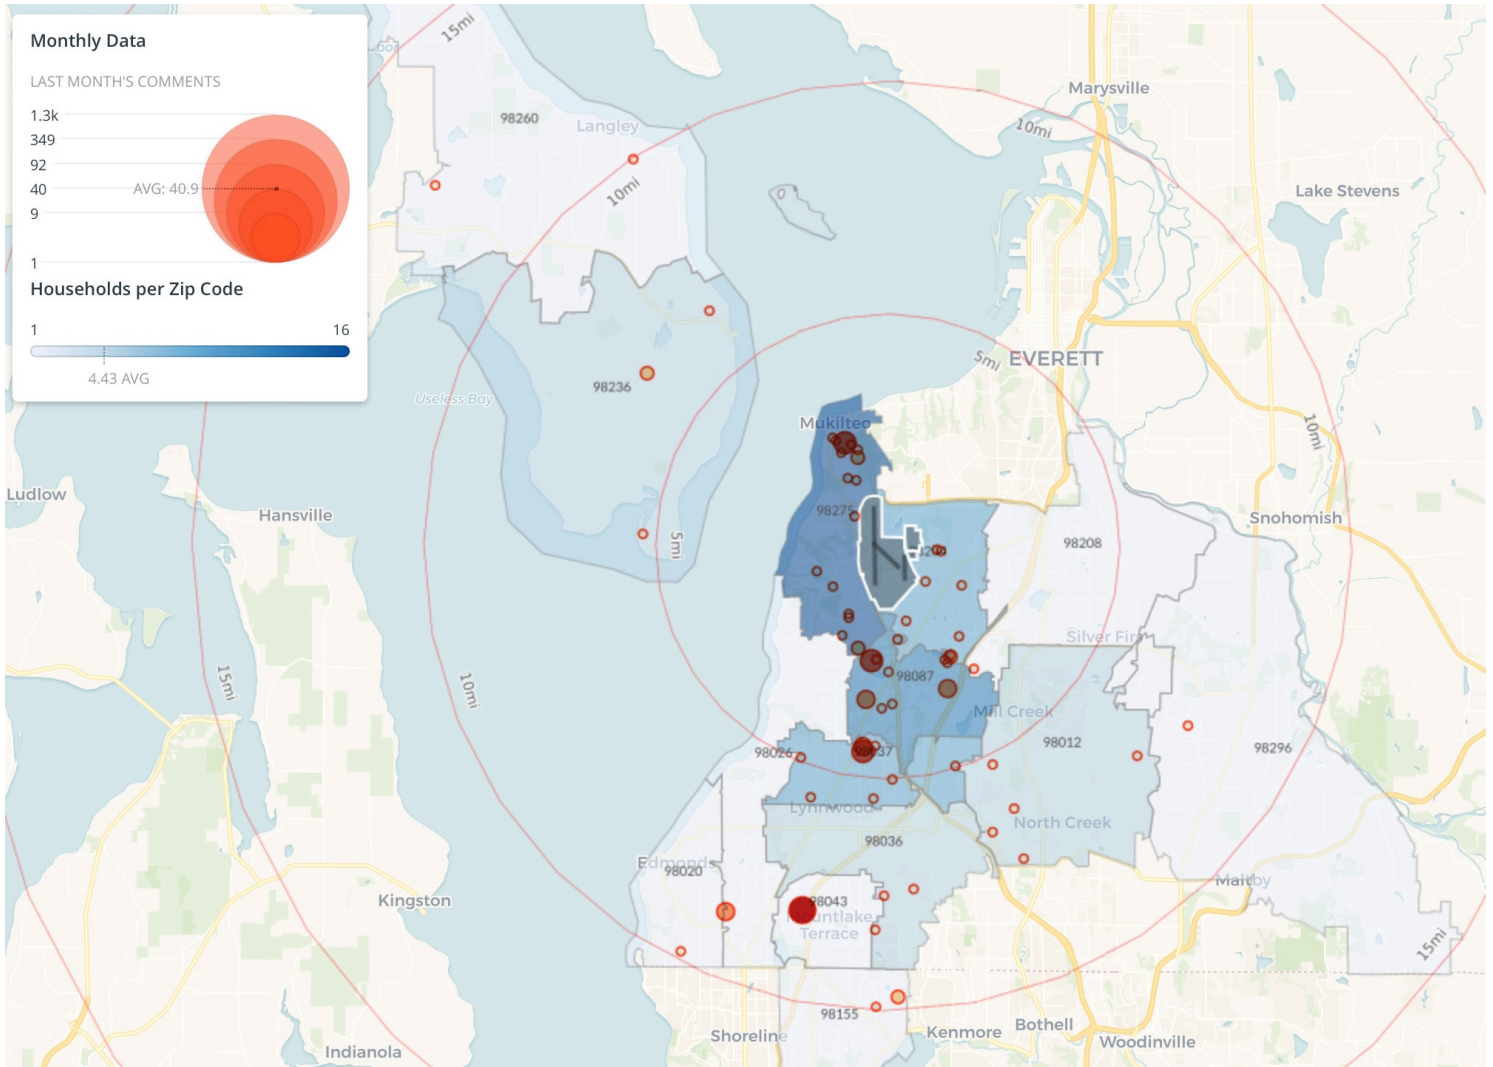 Monthly Data
LAST MONTH'S COMMENTS
1.3k
349
92
40
AVG: 40.9
9
1
Households per Zip Code
1
16
4.43 AVG
15mi
98260
Langley
10mi
Marysville
10mi
Lake Stevens
Useless Bay
98236
5mi
EVERETT
Mukilteo
10mi
Ludlow
Hansville
98275
5mi
98208
Snohomish
Silver Firs
15mi
10mi
98087
Mill Creek
98012
98296
98026
Lynnwood
North Creek
98036
Edmonds
98020
Kingston
98043
Mountlake
Terrace
Maltby
15mi
98155
Shoreline
Kenmore
Bothell
Woodinville
Indianola